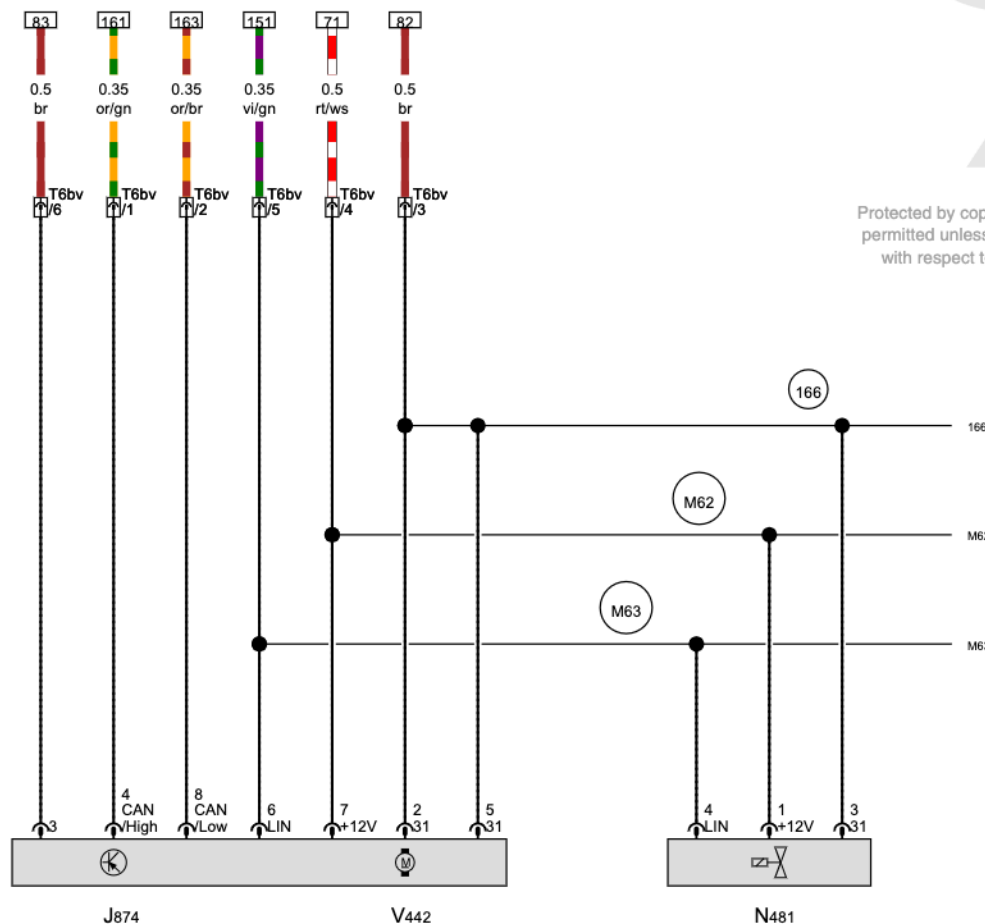 83 161 163 151 71 82
0.5 0.35 0.35 0.35 0.5 0.5
br or/gn or/br vi/gn rt/ws br
T6bv T6bv T6bv T6bv T6bv T6bv
/6 /1 /2 /5 /4 /3
Protected by cop
permitted unless
with respect t
166
166
M62
M62
M63
M63
4 8 6 7 2 5 4 1 3
CAN CAN
3 /High /Low LIN +12V 31 31 LIN +12V 31
M
J874 V442 N481